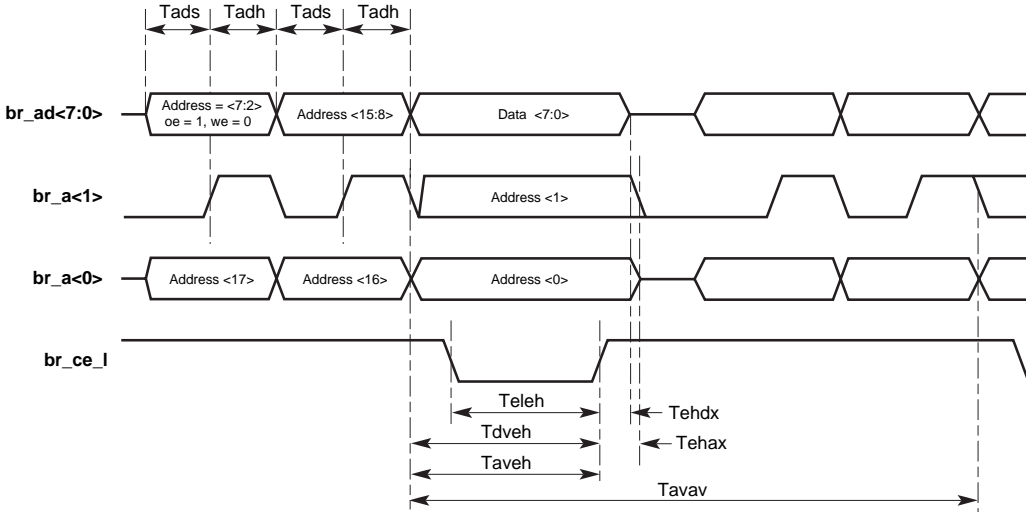 Tads Tadh Tads Tadh
br_ad<7:0>
Address = <7:2>
oe = 1, we = 0
Address <15:8>
Data <7:0>
br_a<1>
Address <1>
br_a<0>
Address <17>
Address <16>
Address <0>
br_ce_l
Teleh
Tehdx
Tdveh
Tehax
Taveh
Tavav